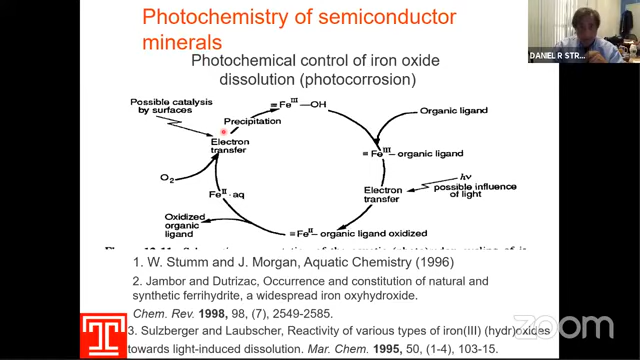 Photochemistry of semiconductor
minerals
DANIEL R STR...
Photochemical control of iron oxide
dissolution (photocorrosion)
Possible catalysis
by surfaces
≡FeIII—OH
Precipitation
Organic ligand
Electron
transfer
≡FeIII– organic ligand
O2
hν
possible influence
of light
Electron
transfer
FeII· aq
Oxidized
organic
ligand
≡FeII– organic ligand oxidized
1. W. Stumm and J. Morgan, Aquatic Chemistry (1996)
2. Jambor and Dutrizac, Occurrence and constitution of natural and
synthetic ferrihydrite, a widespread iron oxyhydroxide.
Chem. Rev. 1998, 98, (7), 2549-2585.
3. Sulzberger and Laubscher, Reactivity of various types of iron(III) (hydr)oxides
towards light-induced dissolution. Mar. Chem. 1995, 50, (1-4), 103-15.
zoom